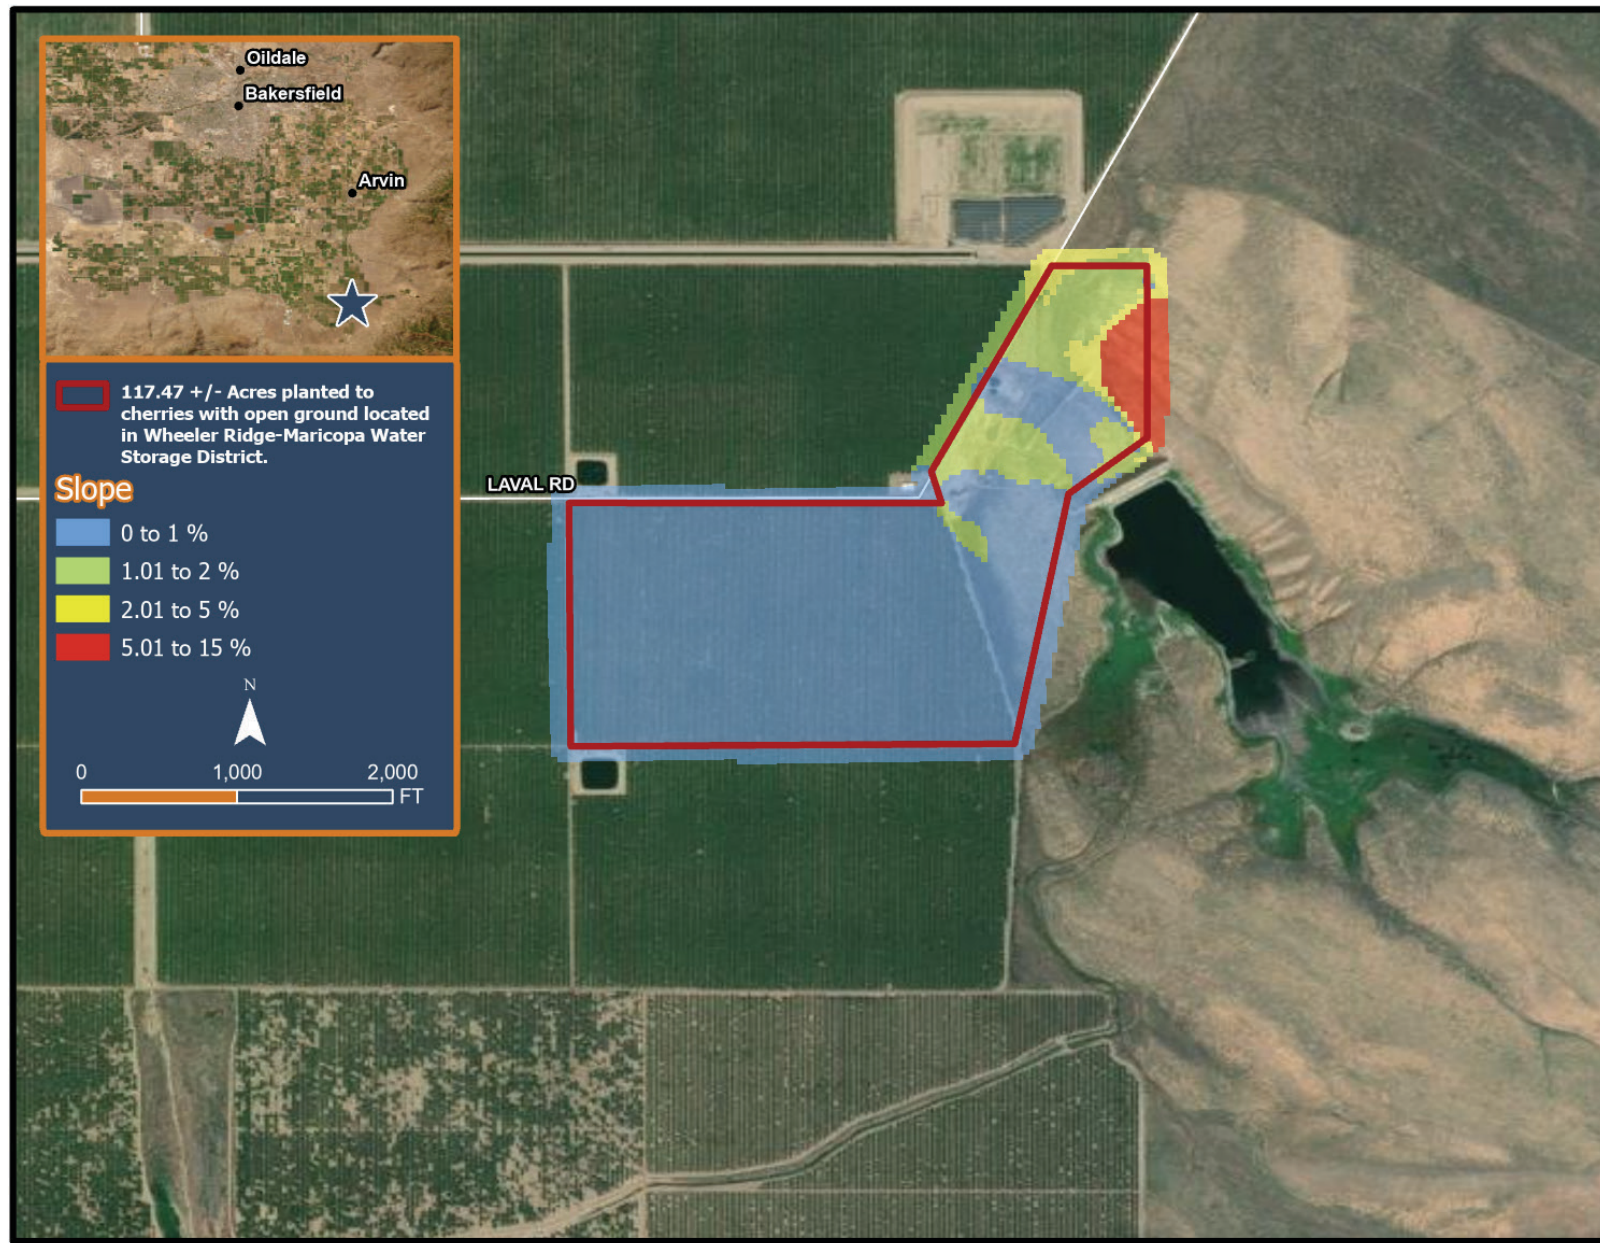 Oildale
Bakersfield
Arvin
117.47 +/- Acres planted to
cherries with open ground located
in Wheeler Ridge-Maricopa Water
Storage District.
Slope
0 to 1 %
1.01 to 2 %
2.01 to 5 %
5.01 to 15 %
N
0 1,000 2,000
FT
LAVAL RD